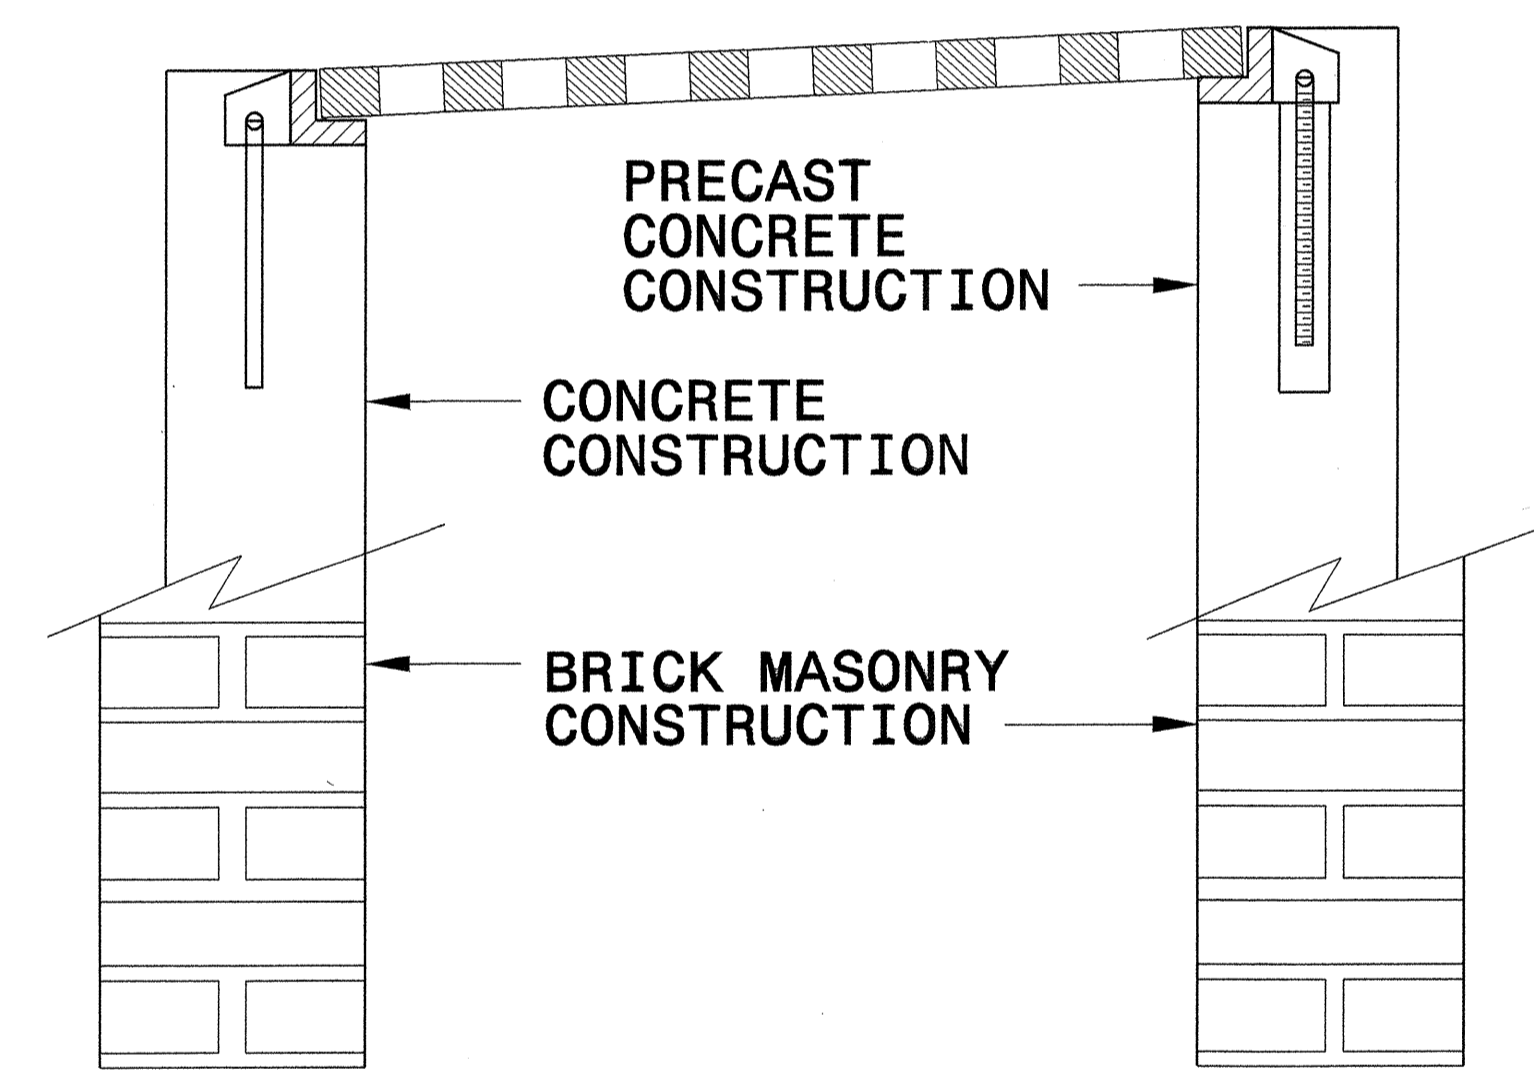 PRECAST
CONCRETE
CONSTRUCTION
CONCRETE
CONSTRUCTION
BRICK MASONRY
CONSTRUCTION